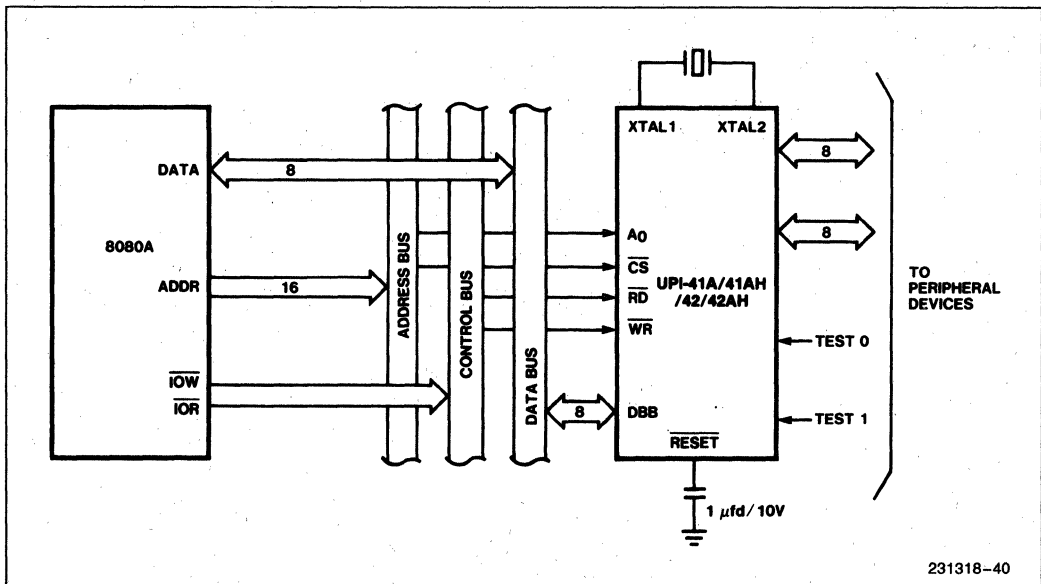 XTAL1 XTAL2
DATA
8
8
8080A
A0
8
ADDRESS BUS
CS
ADDR
16
CONTROL BUS
RD
UPI-41A/41AH
/42/42AH
TO
PERIPHERAL
DEVICES
WR
DATA BUS
TEST 0
IOW
IOR
8
DBB
TEST 1
RESET
1 μfd/10V
231318-40